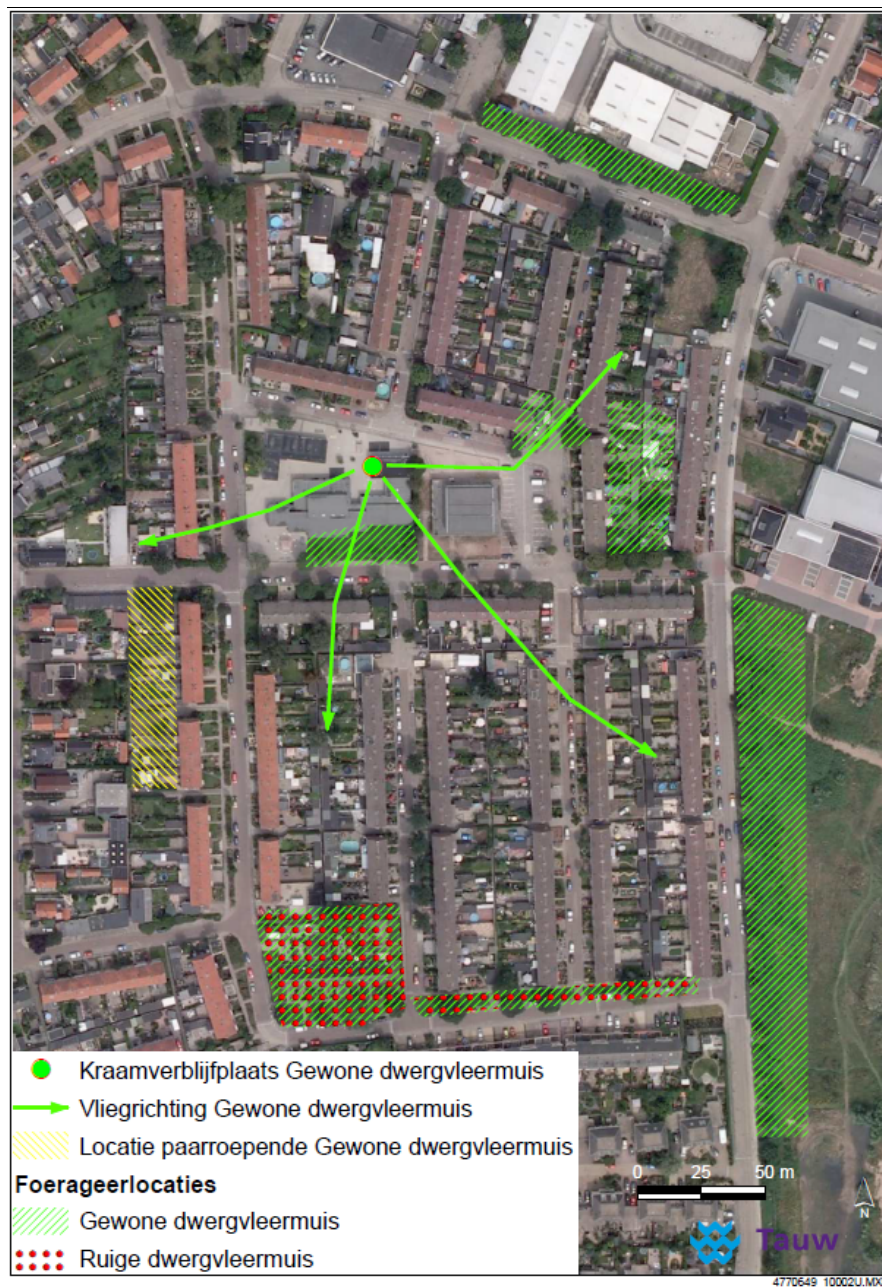 Kraamverblijfplaats Gewone dwergvleermuis
Vliegrichting Gewone dwergvleermuis
Locatie paarroepende Gewone dwergvleermuis
Foerageerlocaties
Gewone dwergvleermuis
Ruige dwergvleermuis
0 25 50 m
N
Tauw
4770649_10002U.MX